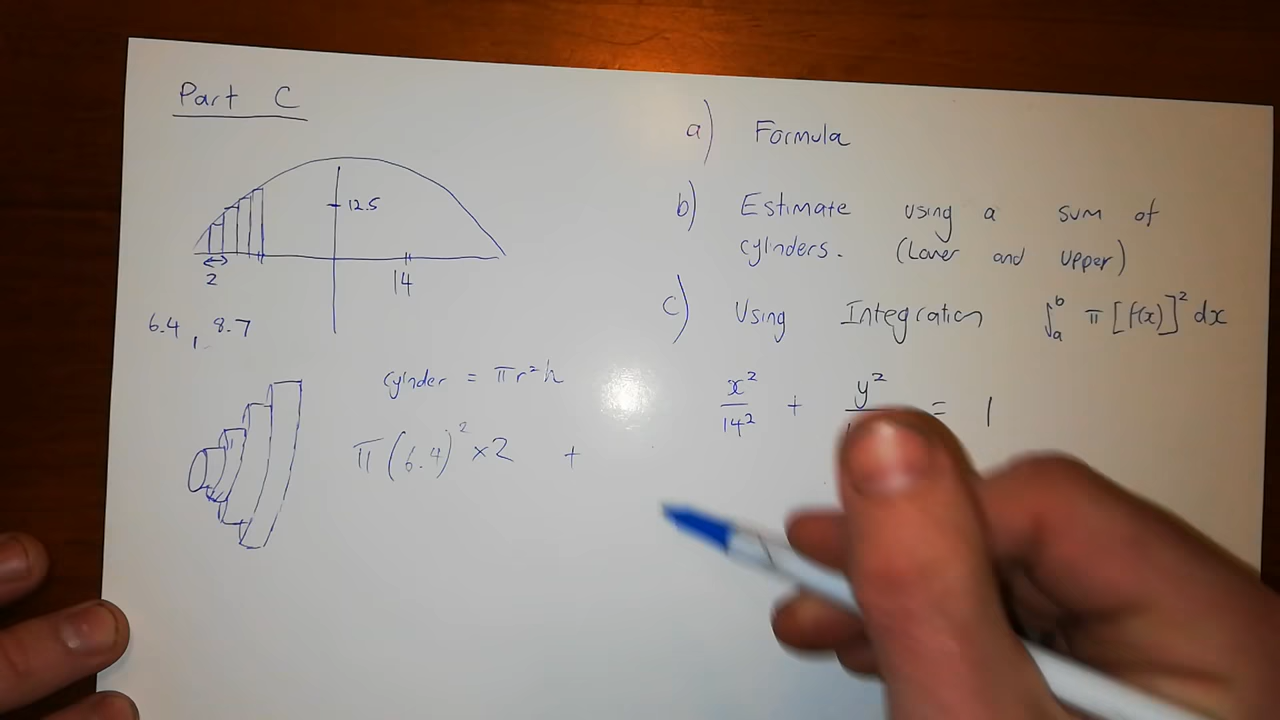 Part C
12.5
2
14
6.4 , 8.7
cylinder = πr²h
π(6.4)² × 2 +
a) Formula
b) Estimate using a sum of
cylinders. (Lower and upper)
c) Using Integration ∫ₐᵇ π[f(x)]² dx
x²/14² + y²/ = 1